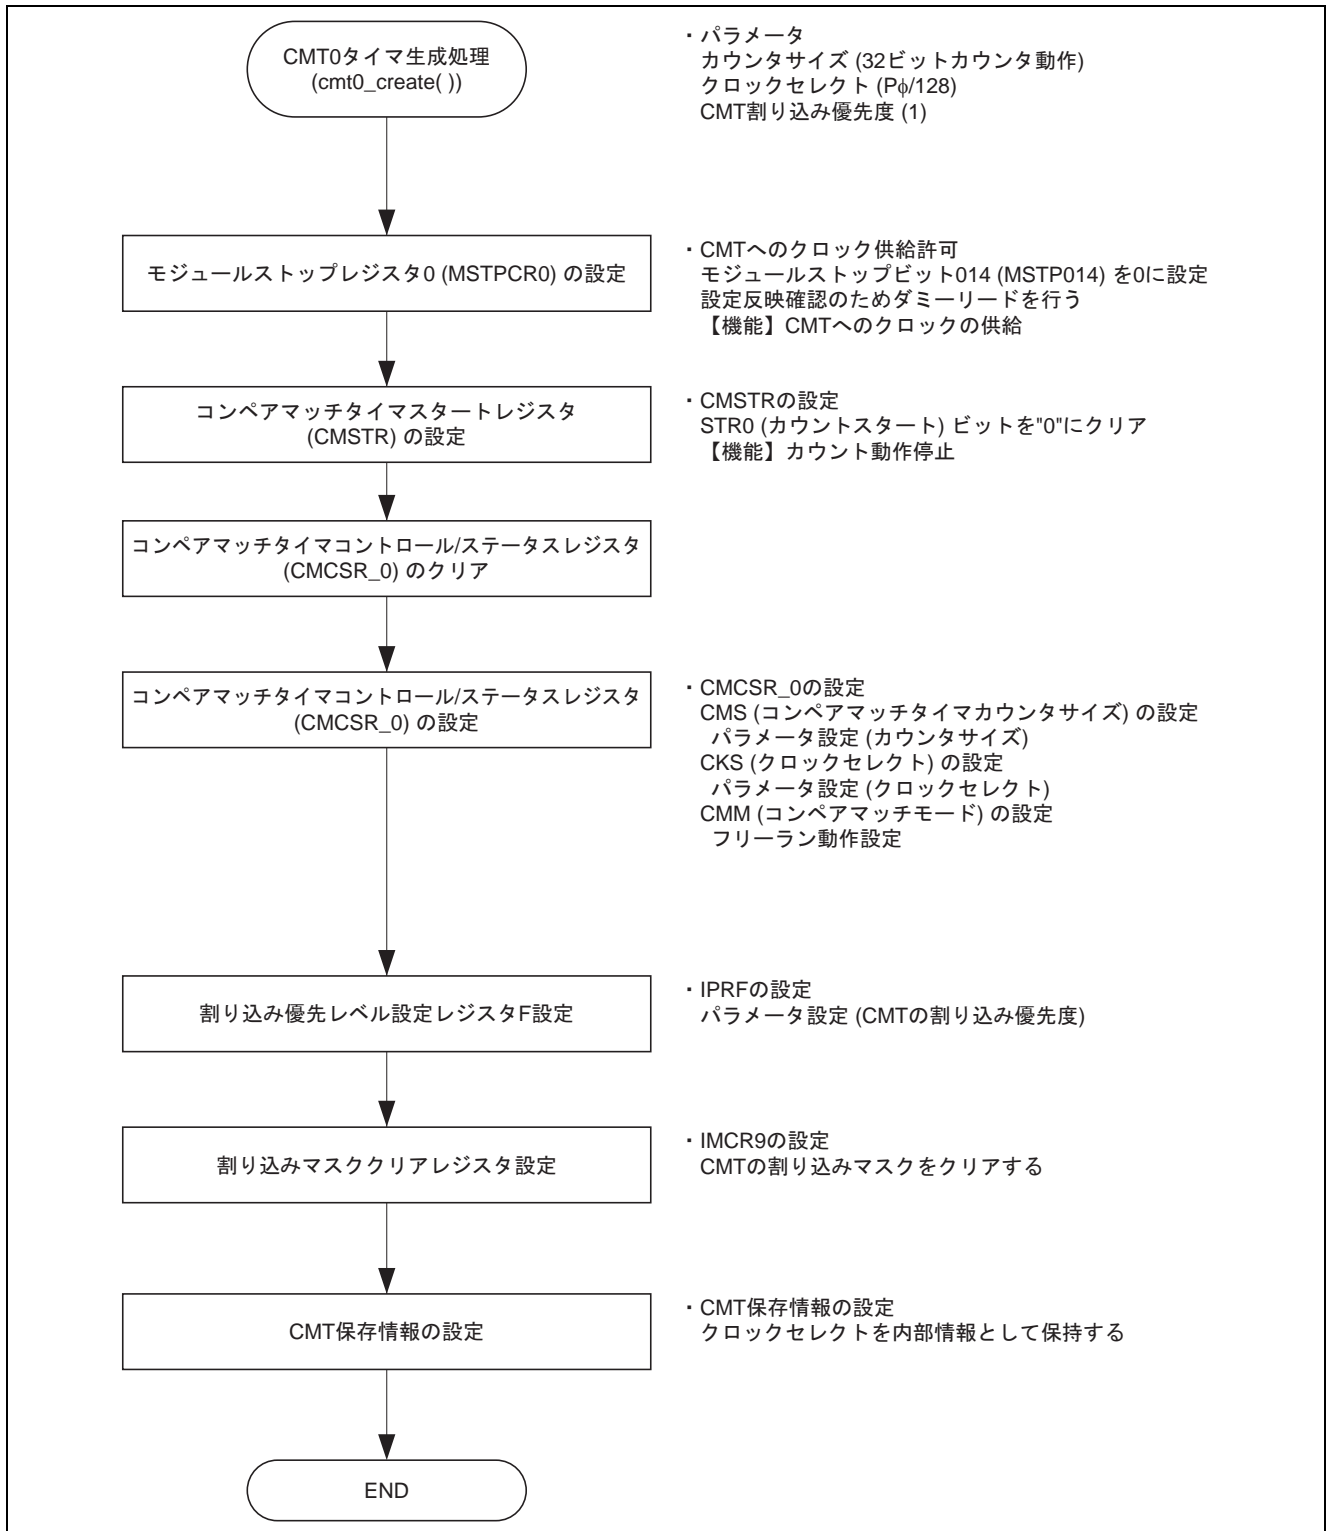 CMT0タイマ生成処理
(cmt0_create( ))
・パラメータ
カウンタサイズ (32ビットカウンタ動作)
クロックセレクト (Pφ/128)
CMT割り込み優先度 (1)
モジュールストップレジスタ0 (MSTPCR0) の設定
・CMTへのクロック供給許可
モジュールストップビット014 (MSTP014) を0に設定
設定反映確認のためダミーリードを行う
【機能】CMTへのクロックの供給
コンペアマッチタイマスタートレジスタ
(CMSTR) の設定
・CMSTRの設定
STR0 (カウントスタート) ビットを"0"にクリア
【機能】カウント動作停止
コンペアマッチタイマコントロール/ステータスレジスタ
(CMCSR_0) のクリア
コンペアマッチタイマコントロール/ステータスレジスタ
(CMCSR_0) の設定
・CMCSR_0の設定
CMS (コンペアマッチタイマカウンタサイズ) の設定
パラメータ設定 (カウンタサイズ)
CKS (クロックセレクト) の設定
パラメータ設定 (クロックセレクト)
CMM (コンペアマッチモード) の設定
フリーラン動作設定
割り込み優先レベル設定レジスタF設定
・IPRFの設定
パラメータ設定 (CMTの割り込み優先度)
割り込みマスククリアレジスタ設定
・IMCR9の設定
CMTの割り込みマスクをクリアする
CMT保存情報の設定
・CMT保存情報の設定
クロックセレクトを内部情報として保持する
END